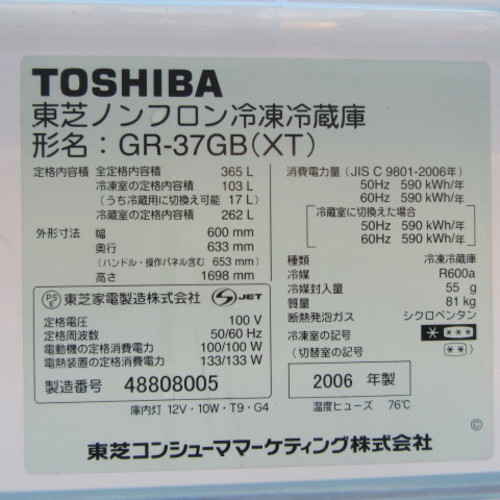 TOSHIBA
東芝ノンフロン冷凍冷蔵庫
形名：GR-37GB(XT)
定格内容積 全定格内容積 365 L
冷凍室の定格内容積 103 L
(うち冷蔵用に切換え可能 17 L)
冷蔵室の定格内容積 262 L
外形寸法 幅 600 mm
奥行 633 mm
(ハンドル・操作パネル含む 653 mm)
高さ 1698 mm
PS E 東芝家電製造株式会社 S JET
定格電圧 100 V
定格周波数 50/60 Hz
電動機の定格消費電力 100/100 W
電熱装置の定格消費電力 133/133 W
製造番号 48808005
庫内灯 12V・10W・T9・G4
消費電力量 (JIS C 9801-2006年)
50Hz 590 kWh/年
60Hz 590 kWh/年
冷蔵室に切換えた場合
50Hz 590 kWh/年
60Hz 590 kWh/年
種類 冷凍冷蔵庫
冷媒 R600a
冷媒封入量 55 g
質量 81 kg
断熱発泡ガス シクロペンタン
冷凍室の記号 * ***
(切替室の記号) (**)
2006 年製
温度ヒューズ 76℃
©
東芝コンシューママーケティング株式会社